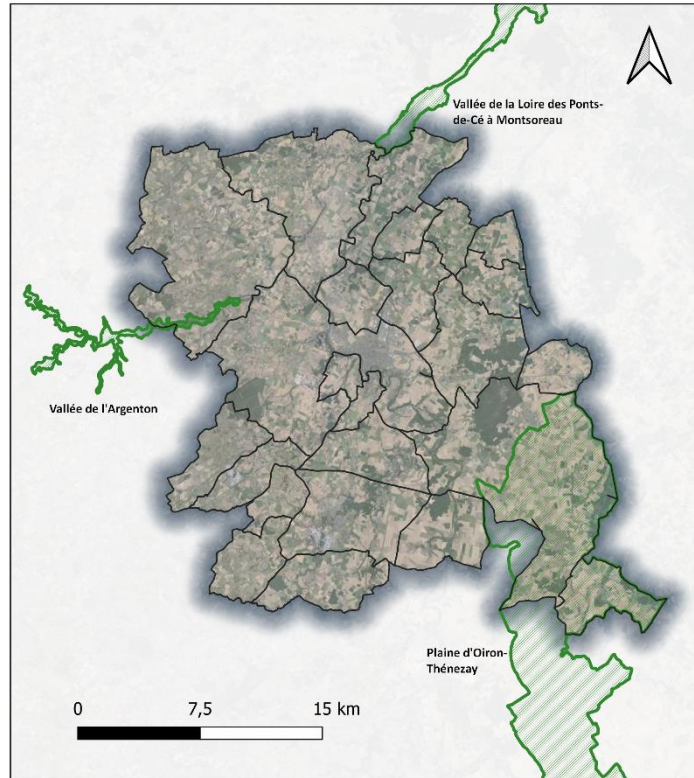 Vallée de la Loire des Ponts-
de-Cé à Montsoreau
Vallée de l'Argenton
Plaine d'Oiron-
Thénezay
0 7,5 15 km